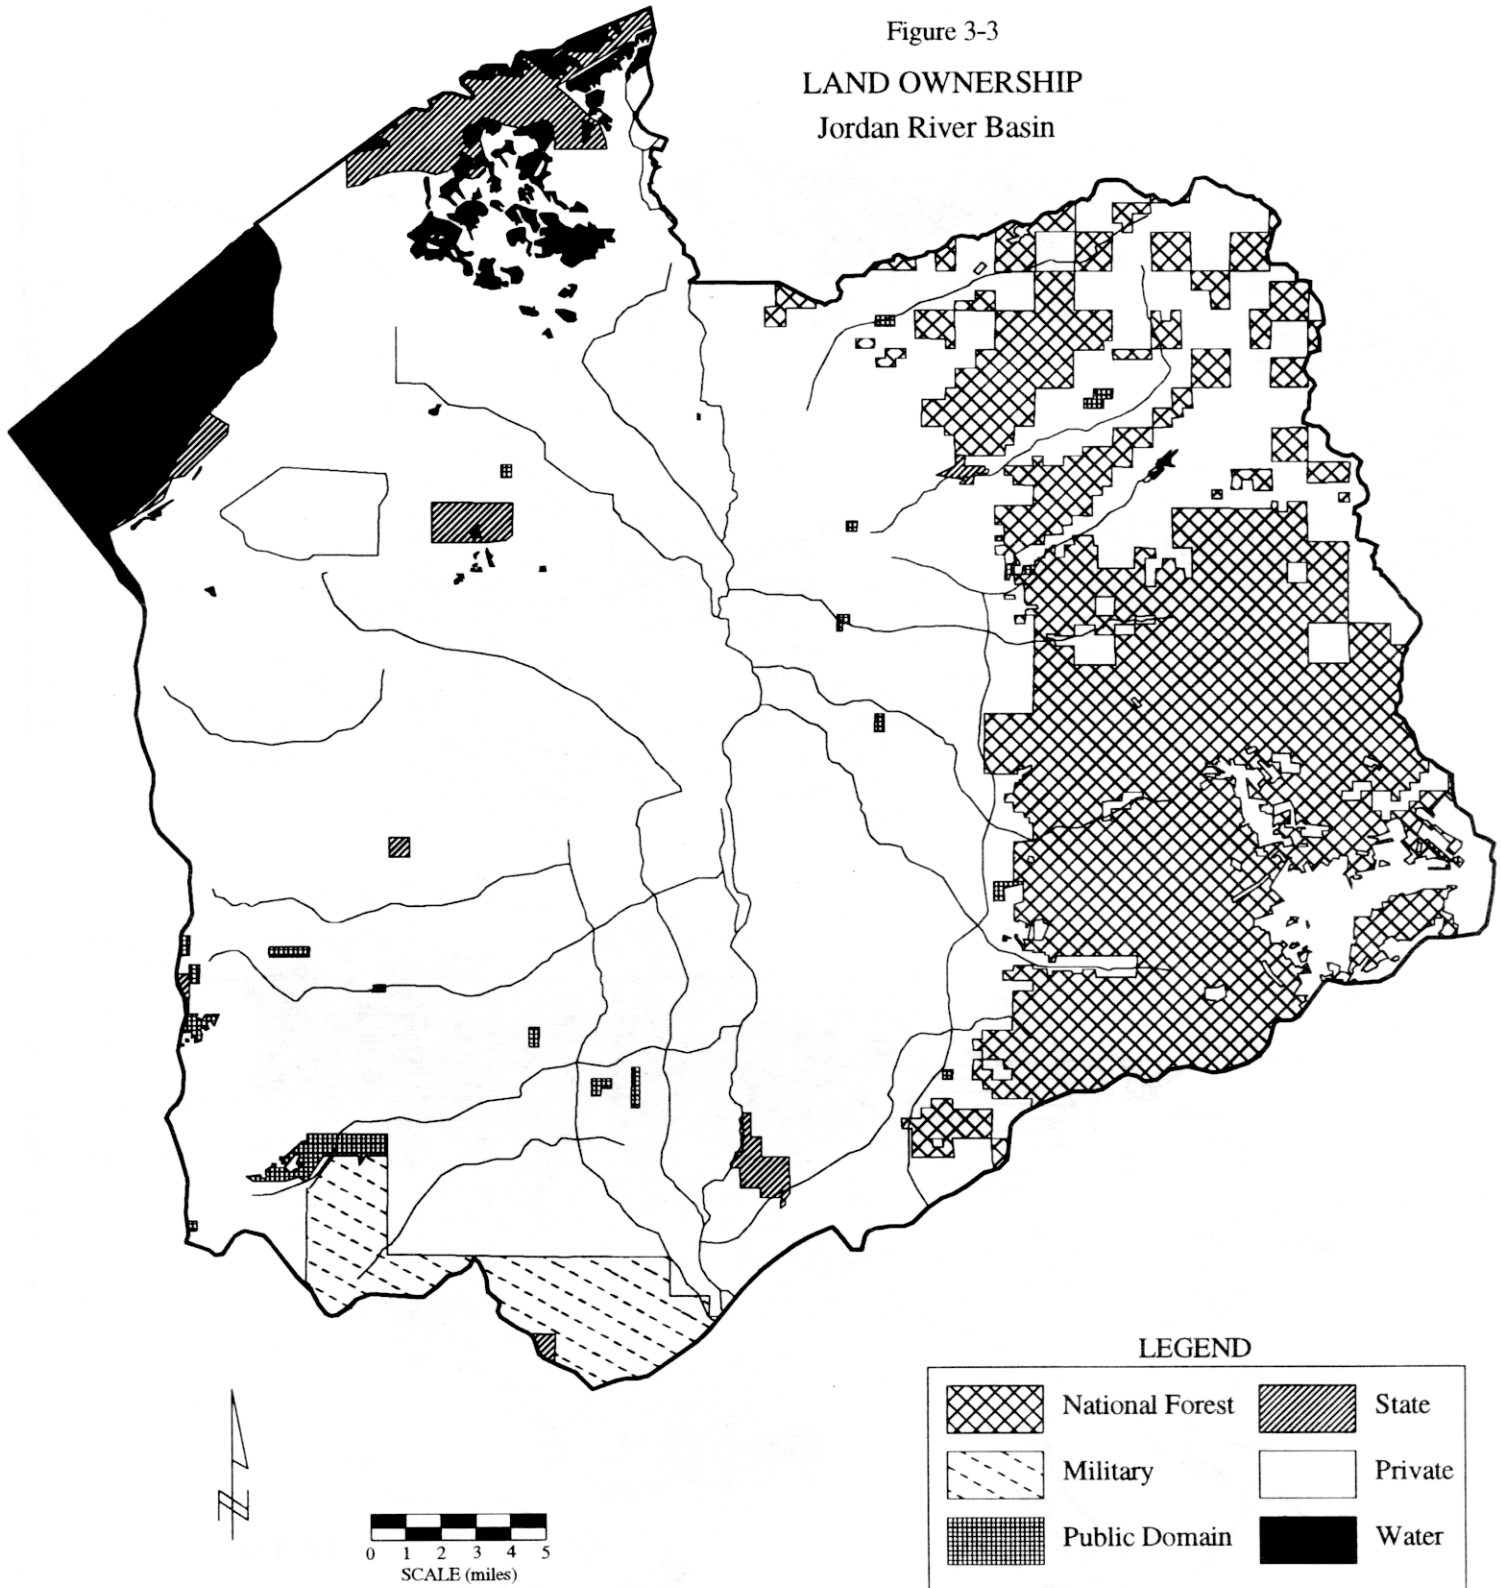 Figure 3-3
LAND OWNERSHIP
Jordan River Basin
LEGEND
National Forest
State
Military
Private
Public Domain
Water
0 1 2 3 4 5
SCALE (miles)